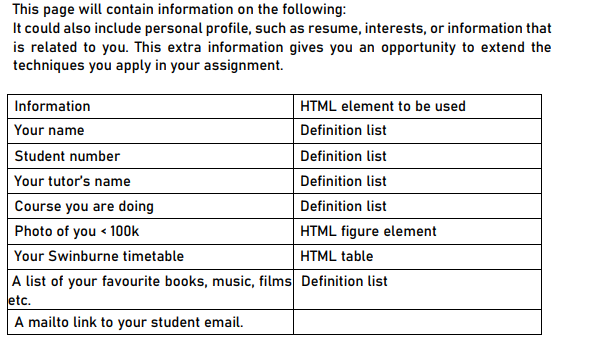 This page will contain information on the following:
It could also include personal profile, such as resume, interests, or information that
is related to you. This extra information gives you an opportunity to extend the
techniques you apply in your assignment.
Information HTML element to be used
Your name Definition list
Student number Definition list
Your tutor's name Definition list
Course you are doing Definition list
Photo of you < 100k HTML figure element
Your Swinburne timetable HTML table
A list of your favourite books, music, films Definition list
etc.
A mailto link to your student email.